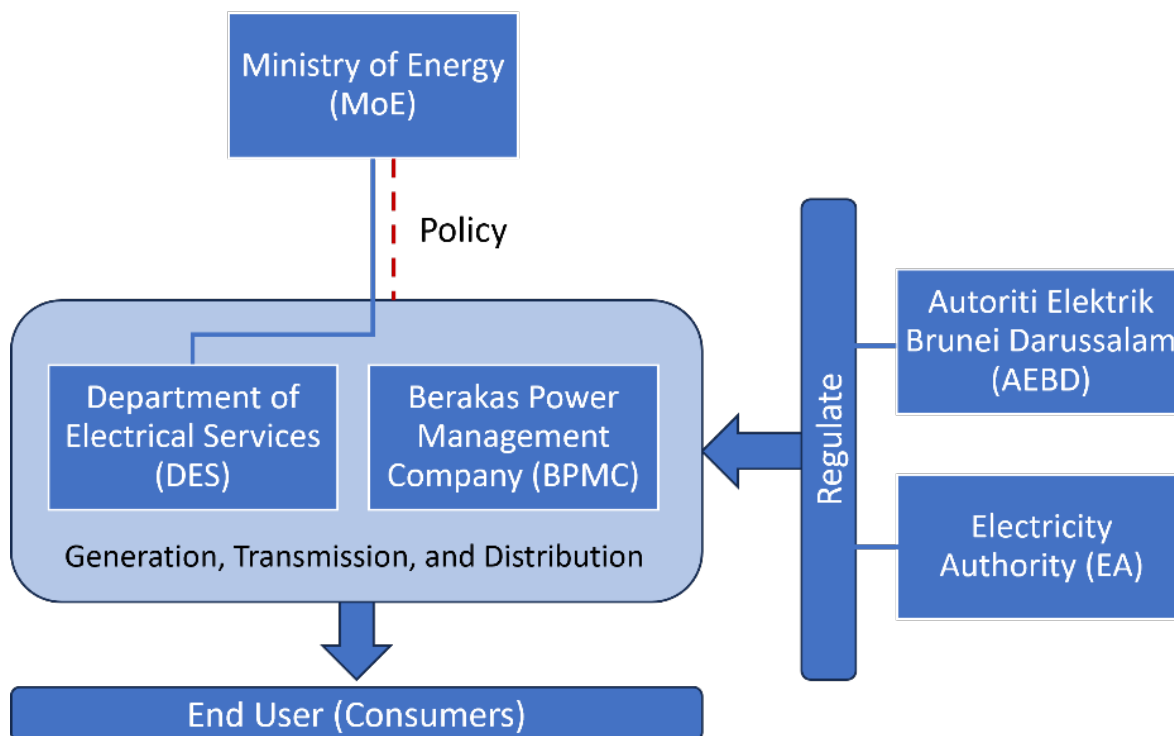 Ministry of Energy
(MoE)
Policy
Department of
Electrical Services
(DES)
Berakas Power
Management
Company (BPMC)
Generation, Transmission, and Distribution
End User (Consumers)
Regulate
Autoriti Elektrik
Brunei Darussalam
(AEBD)
Electricity
Authority (EA)